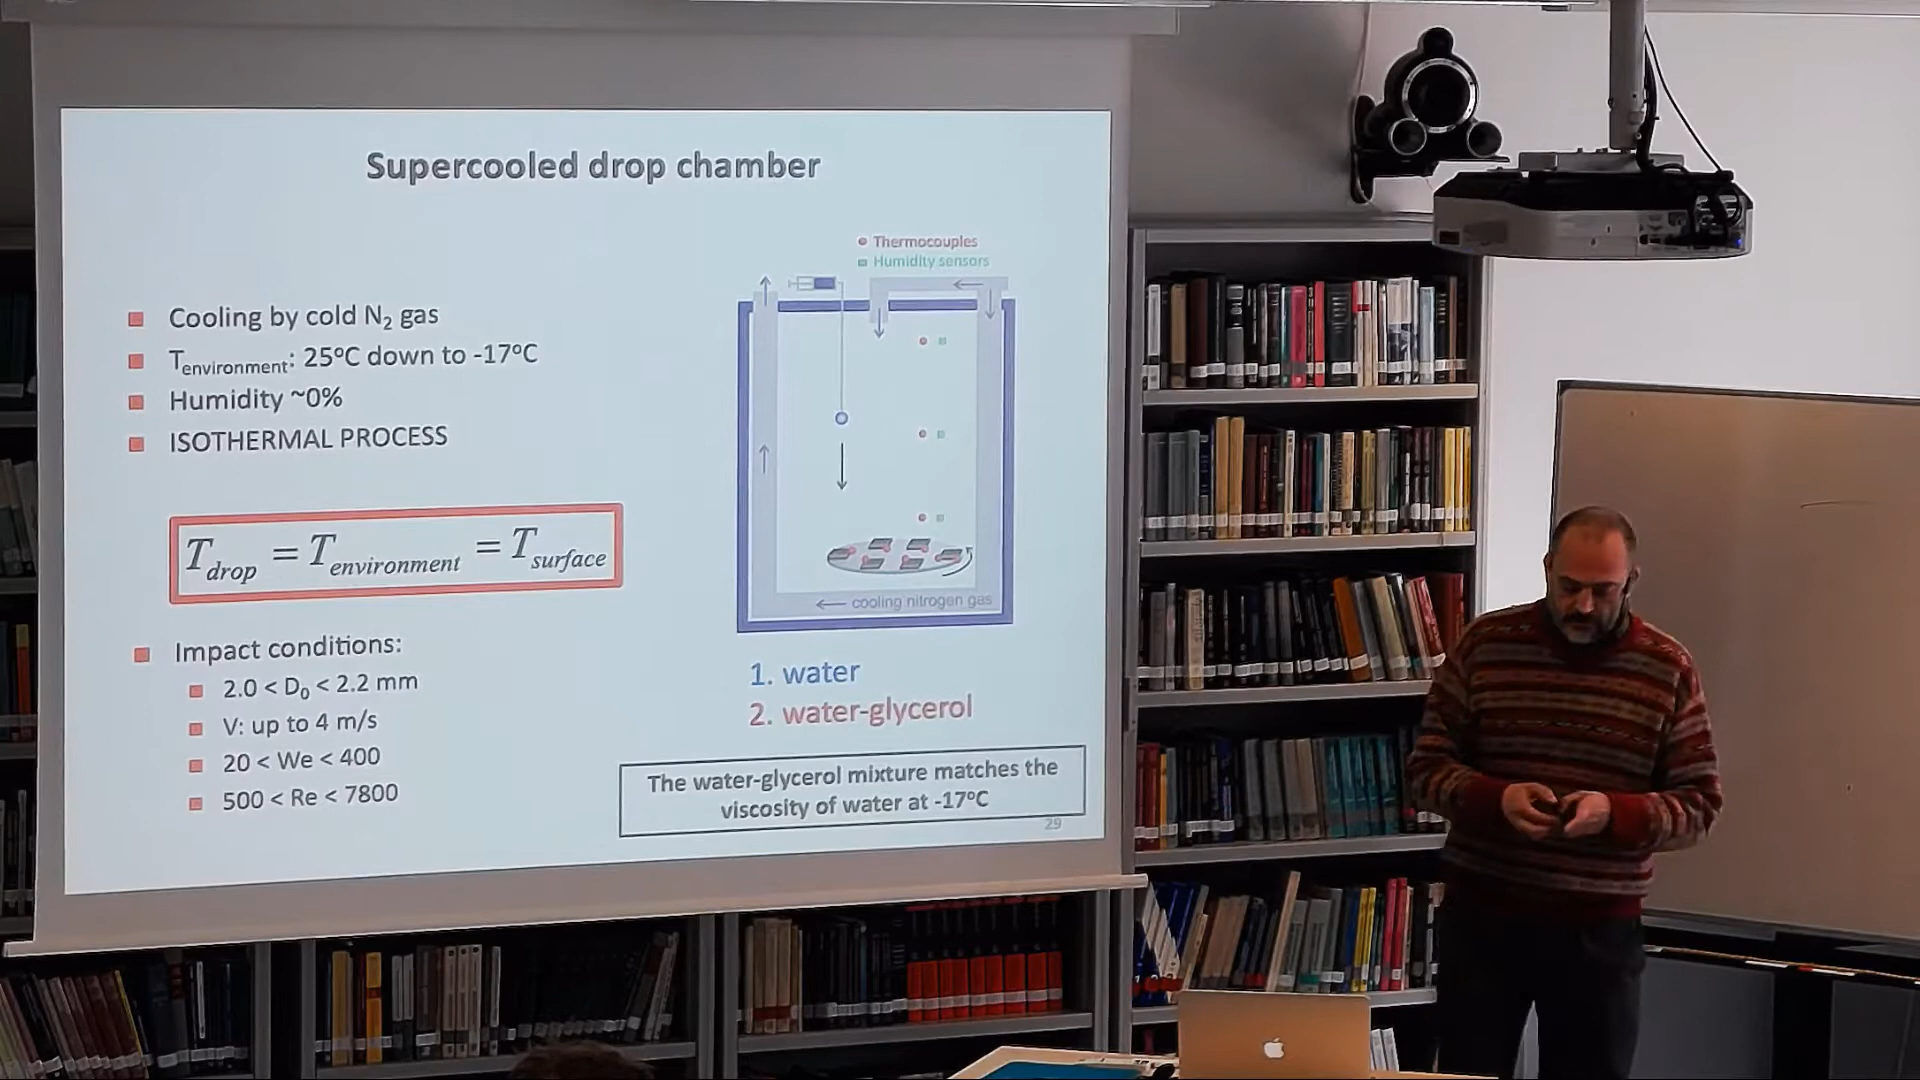 Supercooled drop chamber
Thermocouples
Humidity sensors
Cooling by cold N₂ gas
T_environment: 25ºC down to -17ºC
Humidity ~0%
ISOTHERMAL PROCESS
T_drop = T_environment = T_surface
cooling nitrogen gas
Impact conditions:
2.0 < D₀ < 2.2 mm
V: up to 4 m/s
20 < We < 400
500 < Re < 7800
1. water
2. water-glycerol
The water-glycerol mixture matches the
viscosity of water at -17ºC
29